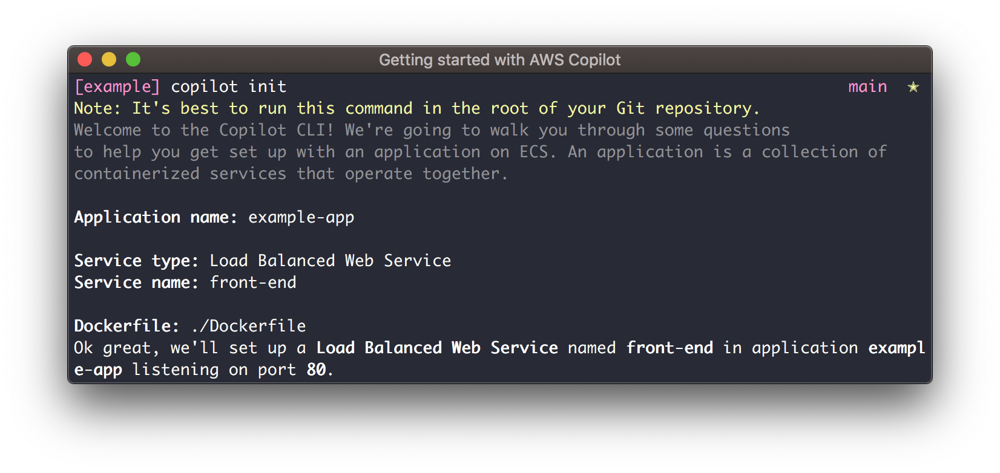 Getting started with AWS Copilot
[example] copilot init main ★
Note: It's best to run this command in the root of your Git repository.
Welcome to the Copilot CLI! We're going to walk you through some questions
to help you get set up with an application on ECS. An application is a collection of
containerized services that operate together.
Application name: example-app
Service type: Load Balanced Web Service
Service name: front-end
Dockerfile: ./Dockerfile
Ok great, we'll set up a Load Balanced Web Service named front-end in application exampl
e-app listening on port 80.